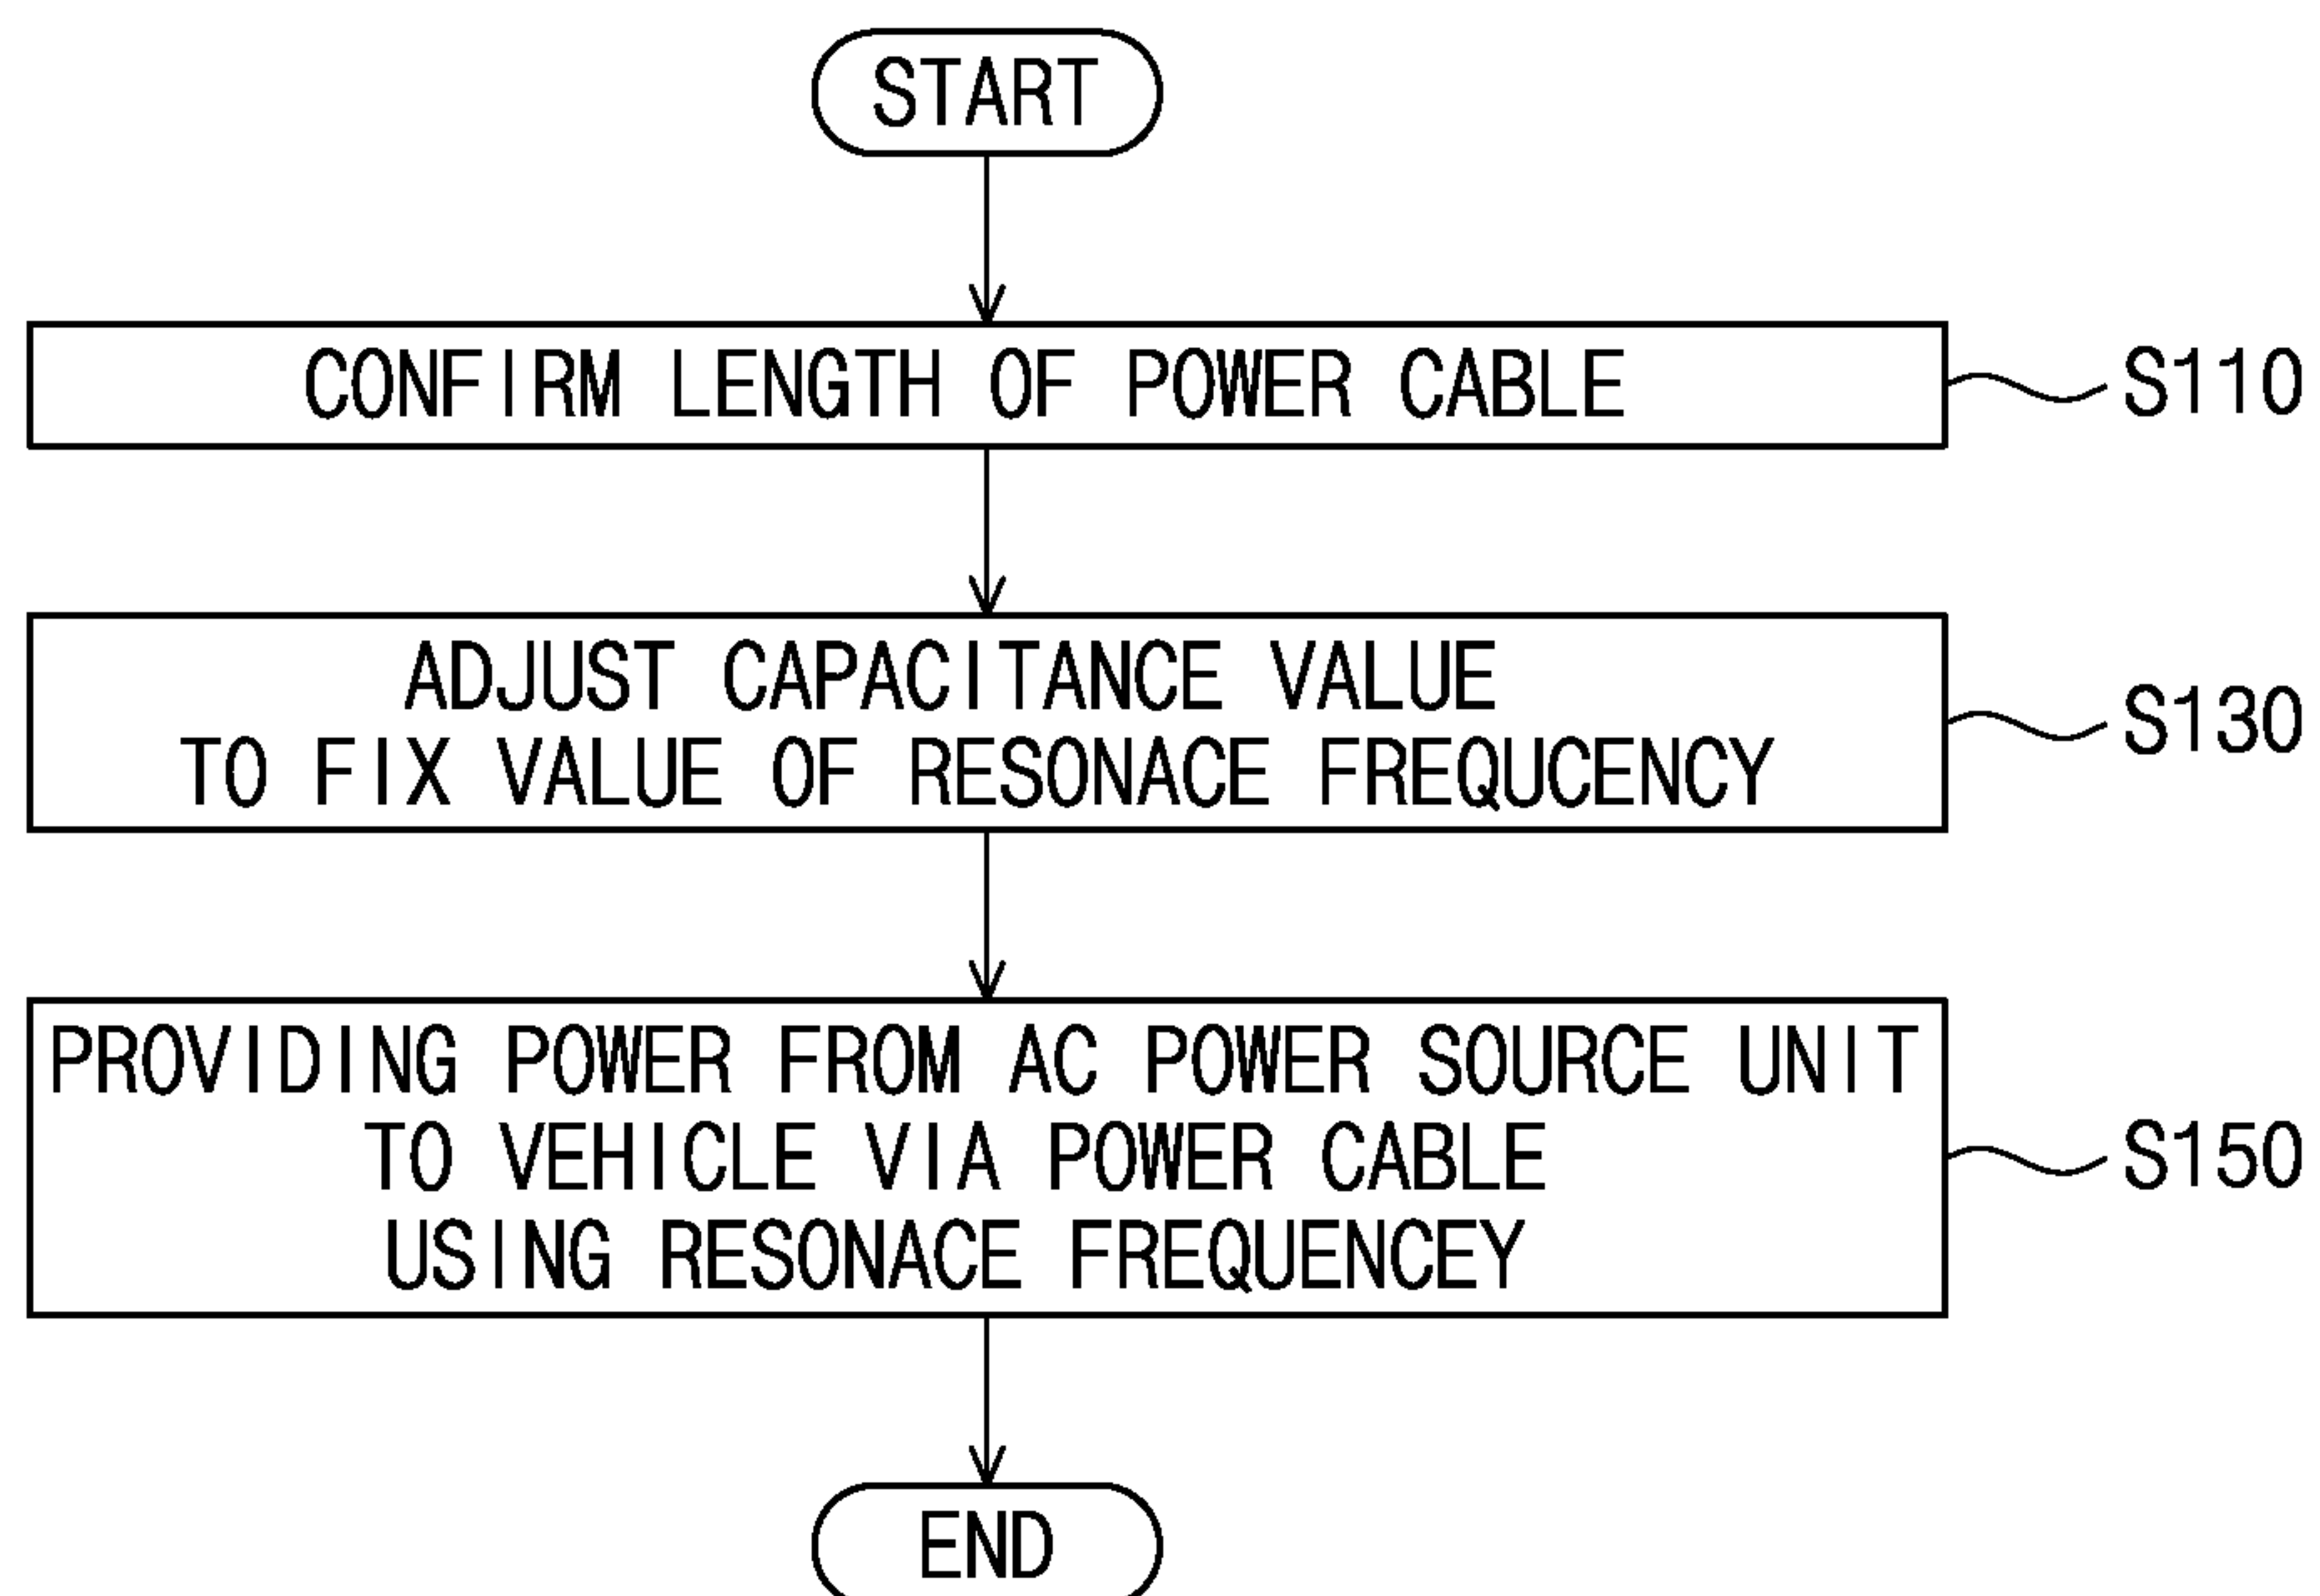 START
CONFIRM LENGTH OF POWER CABLE
S110
ADJUST CAPACITANCE VALUE
TO FIX VALUE OF RESONACE FREQUCENCY
S130
PROVIDING POWER FROM AC POWER SOURCE UNIT
TO VEHICLE VIA POWER CABLE
USING RESONACE FREQUENCEY
S150
END